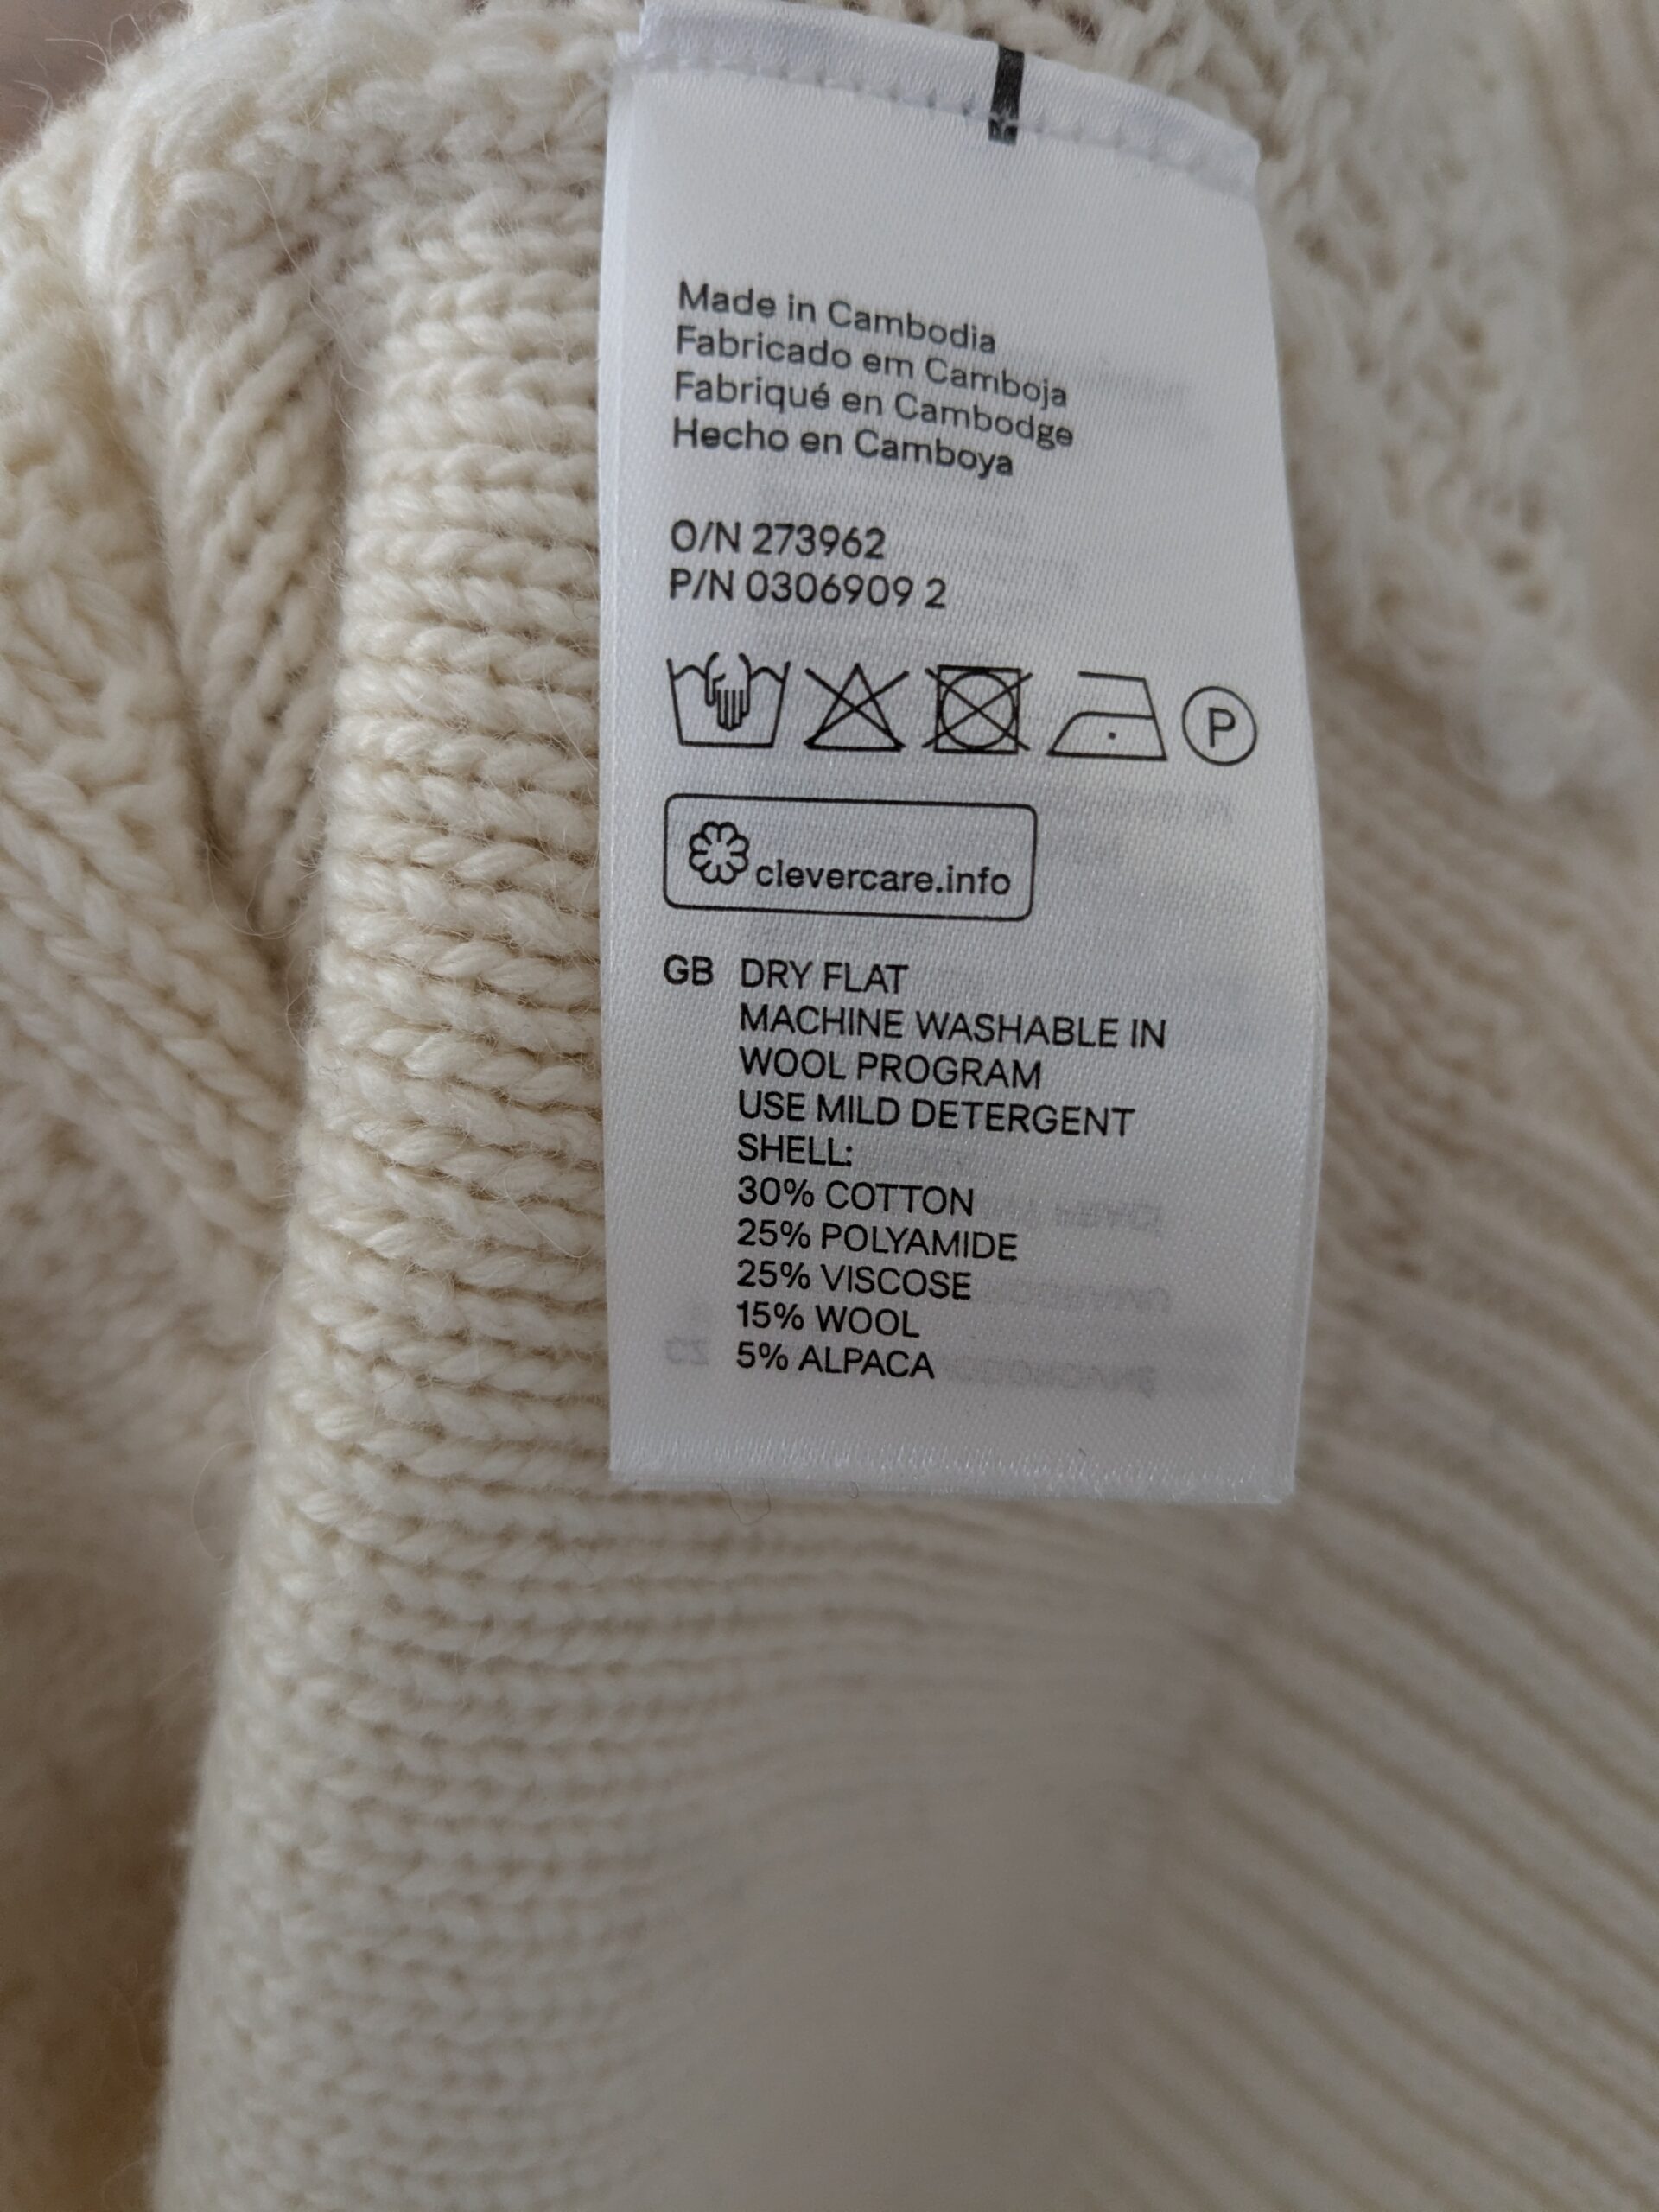 Made in Cambodia
Fabricado em Camboja
Fabriqué en Cambodge
Hecho en Camboya
O/N 273962
P/N 0306909 2
P
clevercare.info
GB DRY FLAT
MACHINE WASHABLE IN
WOOL PROGRAM
USE MILD DETERGENT
SHELL:
30% COTTON
25% POLYAMIDE
25% VISCOSE
15% WOOL
5% ALPACA